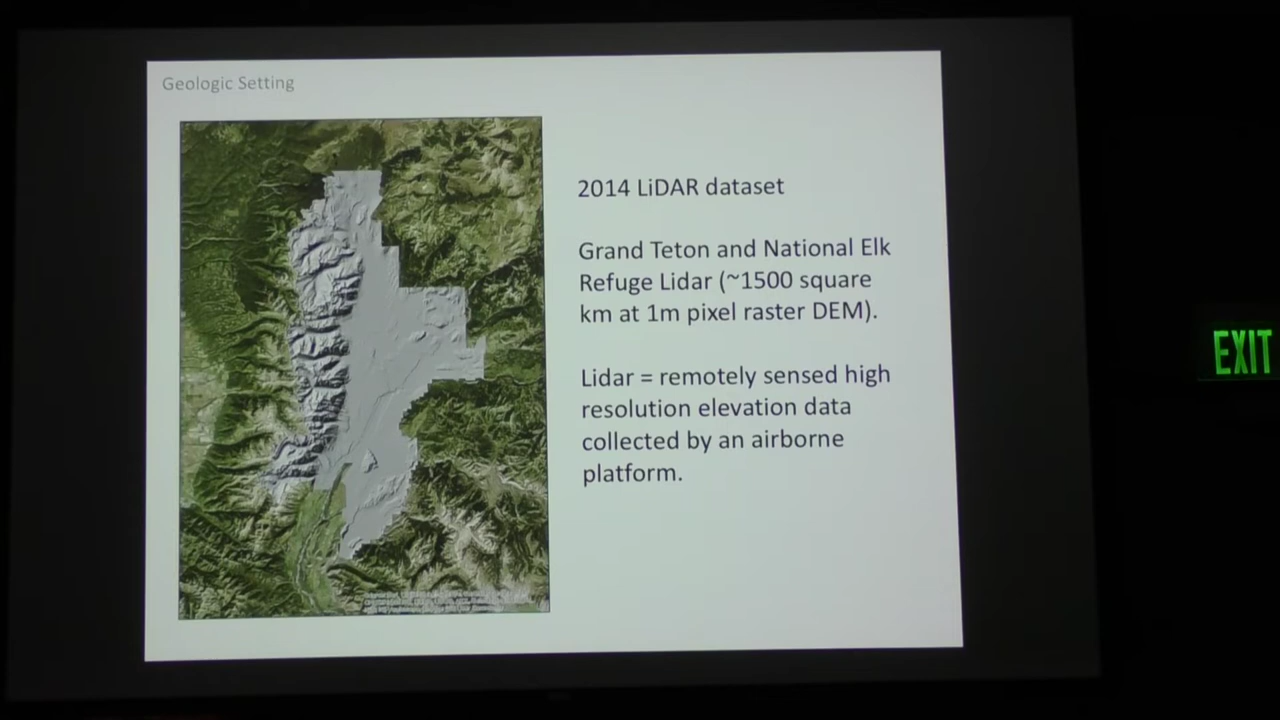 Geologic Setting
2014 LiDAR dataset
Grand Teton and National Elk
Refuge Lidar (~1500 square
km at 1m pixel raster DEM).
Lidar = remotely sensed high
resolution elevation data
collected by an airborne
platform.
EXIT